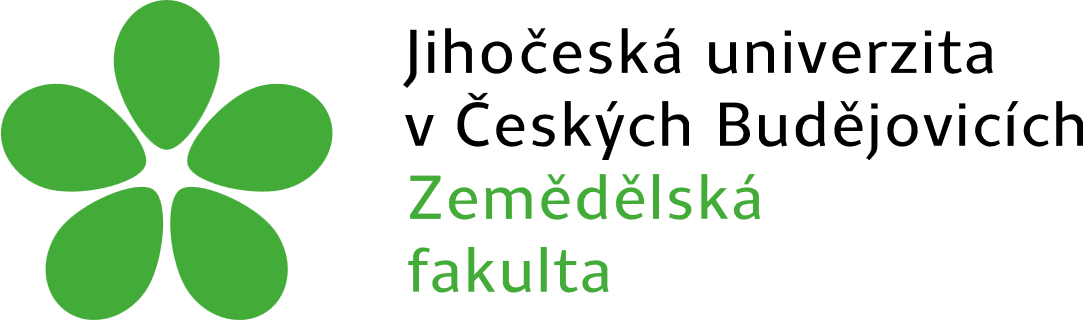 Jihočeská univerzita
v Českých Budějovicích
Zemědělská
fakulta